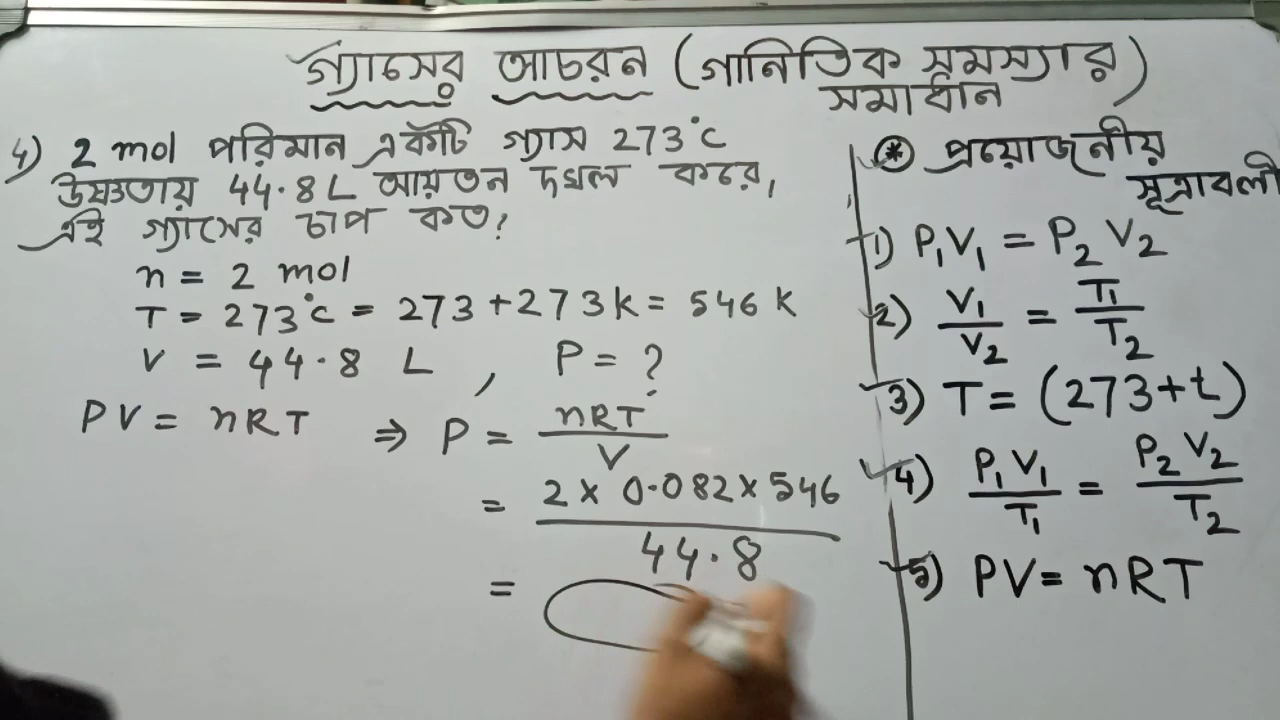 গ্যাসের আচরন (গানিতিক সমস্যার
সমাধান)
4) 2 mol পরিমান একটি গ্যাস 273°c
উষ্ণতায় 44.8 L আয়তন দখল করে,
এই গ্যাসের চাপ কত?
n = 2 mol
T = 273°c = 273 + 273 k = 546 k
V = 44.8 L , P = ?
PV = nRT ⇒ P = nRT / V
= 2 × 0.082 × 546 / 44.8
=
* প্রয়োজনীয়
সূত্রাবলী
1) P₁V₁ = P₂V₂
2) V₁/V₂ = T₁/T₂
3) T = (273+t)
4) P₁V₁/T₁ = P₂V₂/T₂
5) PV = nRT